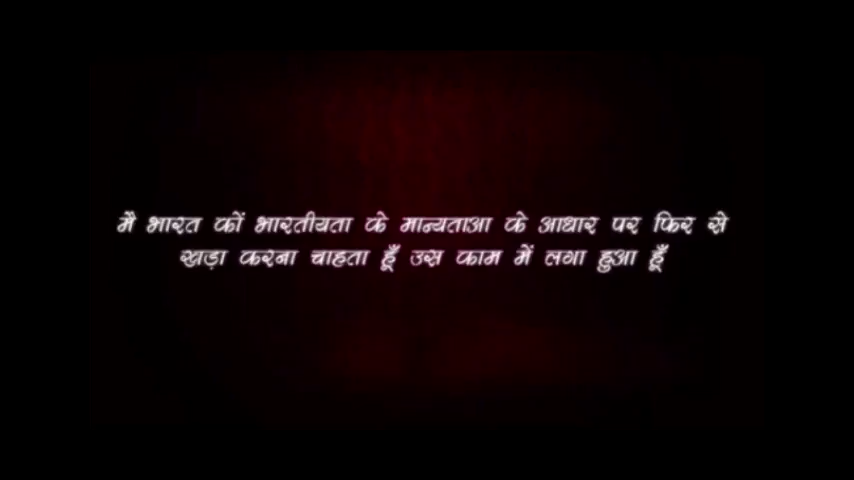 मै भारत कों भारतीयता के मान्यताआ के आधार पर फिर से
खड़ा करना चाहता हूँ उस काम में लगा हुआ हूँ